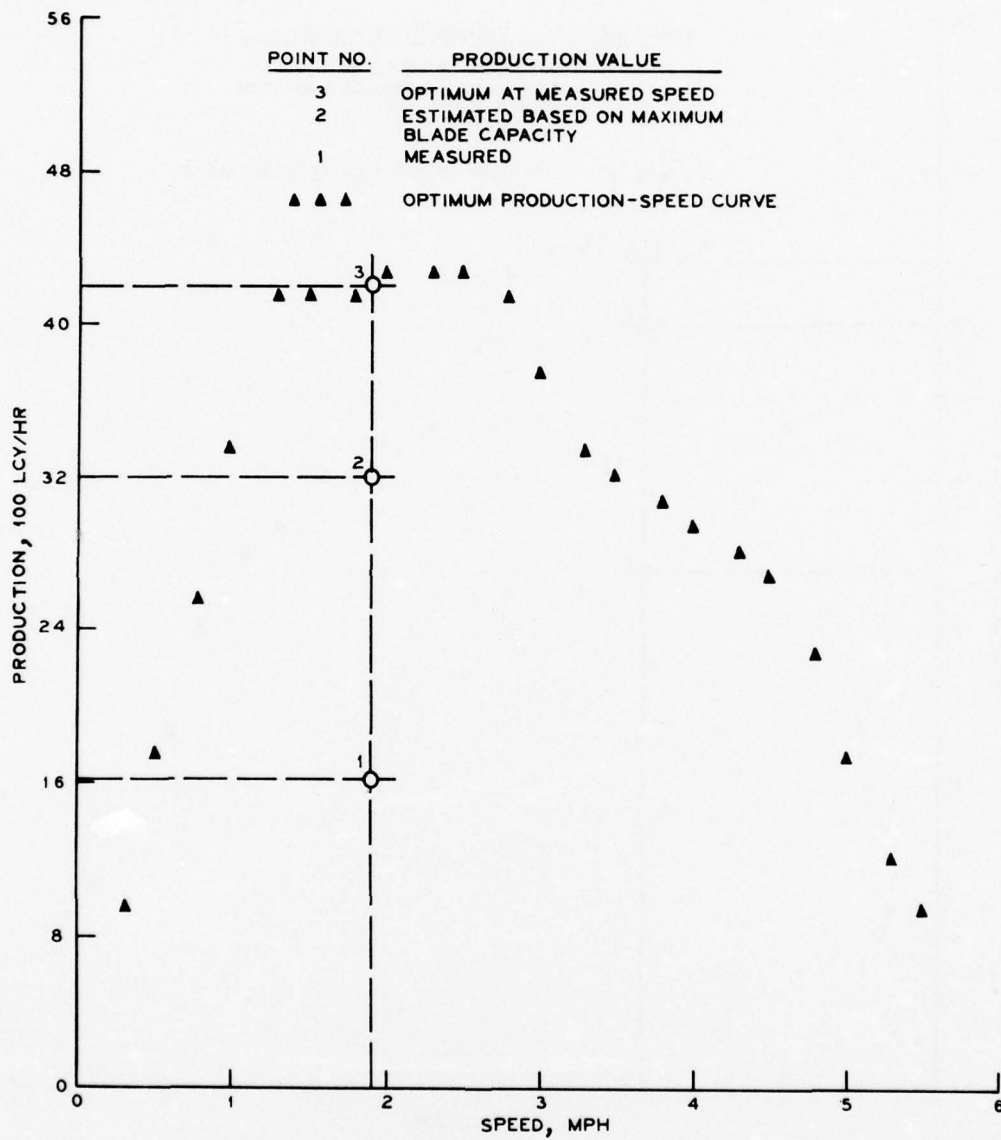 56
POINT NO. PRODUCTION VALUE
3 OPTIMUM AT MEASURED SPEED
2 ESTIMATED BASED ON MAXIMUM
BLADE CAPACITY
1 MEASURED
48
OPTIMUM PRODUCTION-SPEED CURVE
3
40
2
32
PRODUCTION, 100 LCY/HR
24
1
16
8
0
0 1 2 3 4 5 6
SPEED, MPH